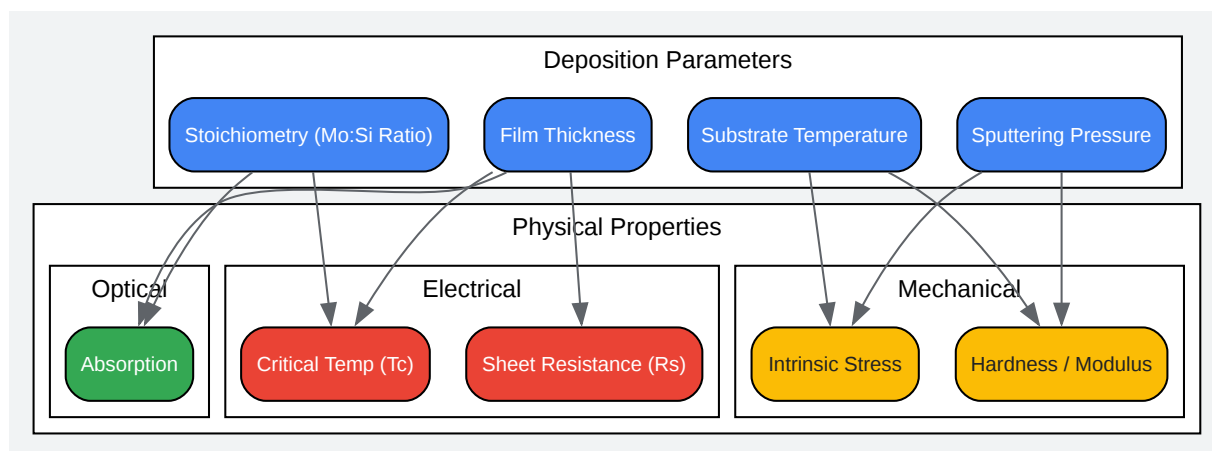 Deposition Parameters
Stoichiometry (Mo:Si Ratio)
Film Thickness
Substrate Temperature
Sputtering Pressure
Physical Properties
Optical
Electrical
Mechanical
Absorption
Critical Temp (Tc)
Sheet Resistance (Rs)
Intrinsic Stress
Hardness / Modulus